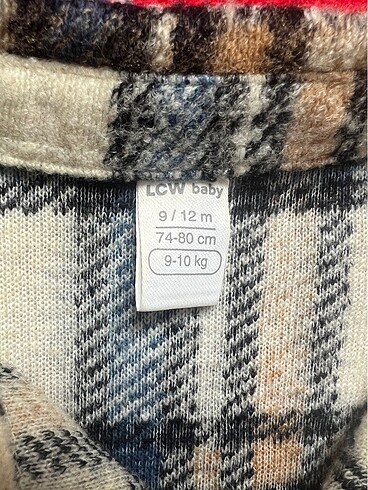 LCW baby
9 / 12 m
74-80 cm
9-10 kg